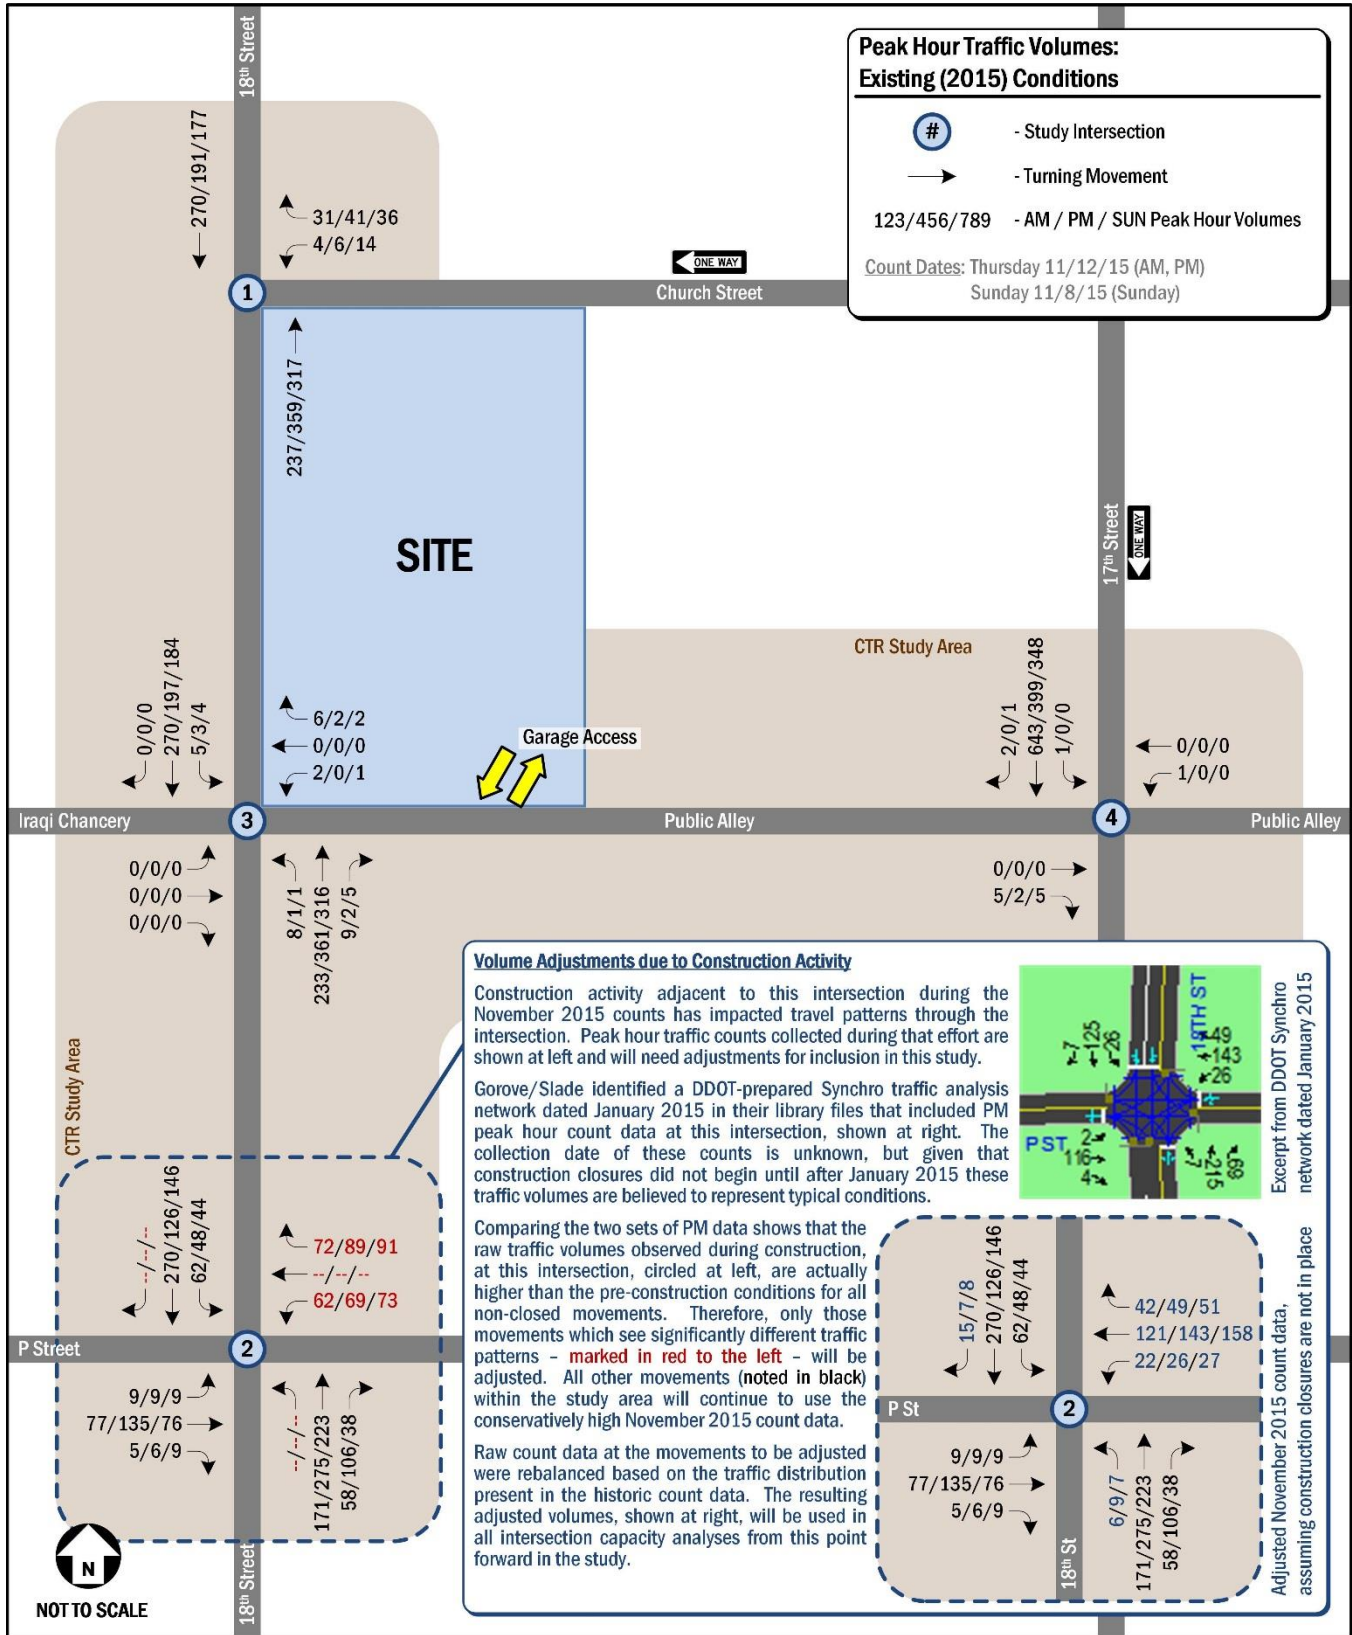 18th Street
Peak Hour Traffic Volumes:
Existing (2015) Conditions
# - Study Intersection
- Turning Movement
123/456/789 - AM / PM / SUN Peak Hour Volumes
Count Dates: Thursday 11/12/15 (AM, PM)
Sunday 11/8/15 (Sunday)
270/191/177
31/41/36
4/6/14
1
ONE WAY
Church Street
237/359/317
SITE
17th Street
ONE WAY
CTR Study Area
0/0/0
270/197/184
5/3/4
6/2/2
0/0/0
2/0/1
Garage Access
2/0/1
643/399/348
1/0/0
0/0/0
1/0/0
Iraqi Chancery
3
Public Alley
4
Public Alley
0/0/0
0/0/0
0/0/0
8/1/1
233/361/316
9/2/5
0/0/0
5/2/5
CTR Study Area
Volume Adjustments due to Construction Activity
Construction activity adjacent to this intersection during the
November 2015 counts has impacted travel patterns through the
intersection. Peak hour traffic counts collected during that effort are
shown at left and will need adjustments for inclusion in this study.
Gorove/Slade identified a DDOT-prepared Synchro traffic analysis
network dated January 2015 in their library files that included PM
peak hour count data at this intersection, shown at right. The
collection date of these counts is unknown, but given that
construction closures did not begin until after January 2015 these
traffic volumes are believed to represent typical conditions.
Comparing the two sets of PM data shows that the
raw traffic volumes observed during construction,
at this intersection, circled at left, are actually
higher than the pre-construction conditions for all
non-closed movements. Therefore, only those
movements which see significantly different traffic
patterns – marked in red to the left – will be
adjusted. All other movements (noted in black)
within the study area will continue to use the
conservatively high November 2015 count data.
Raw count data at the movements to be adjusted
were rebalanced based on the traffic distribution
present in the historic count data. The resulting
adjusted volumes, shown at right, will be used in
all intersection capacity analyses from this point
forward in the study.
7
125
26
18TH ST
49
143
26
P ST
2
116
4
7
215
69
Excerpt from DDOT Synchro
network dated January 2015
--/--/--
270/126/146
62/48/44
72/89/91
--/--/--
62/69/73
P Street
2
9/9/9
77/135/76
5/6/9
--/--/--
171/275/223
58/106/38
15/7/8
270/126/146
62/48/44
42/49/51
121/143/158
22/26/27
P St
2
9/9/9
77/135/76
5/6/9
6/9/7
171/275/223
58/106/38
18th St
Adjusted November 2015 count data,
assuming construction closures are not in place
N
NOT TO SCALE
18th Street